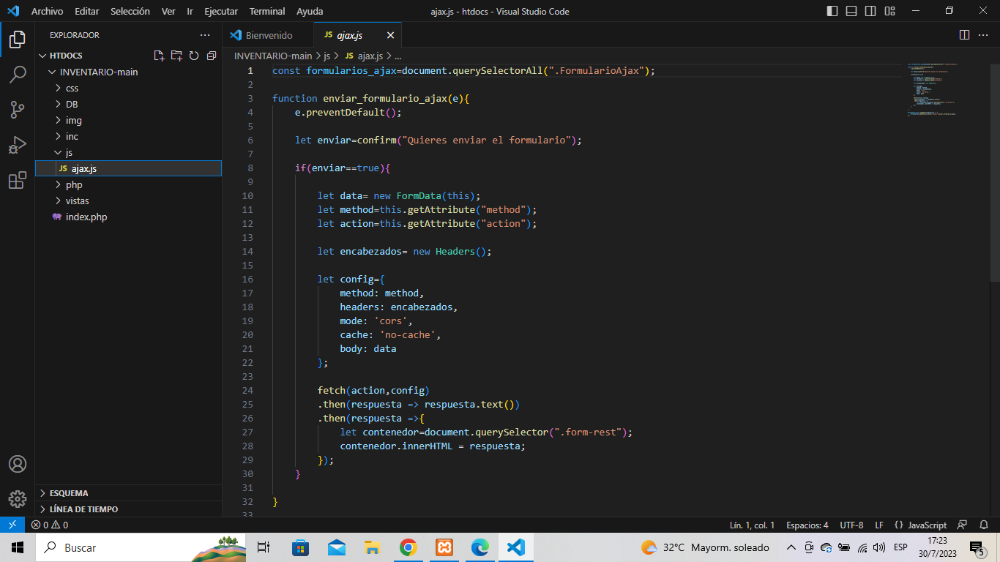 Archivo Editar Selección Ver Ir Ejecutar Terminal Ayuda
ajax.js - htdocs - Visual Studio Code
EXPLORADOR
HTDOCS
INVENTARIO-main
css
DB
img
inc
js
JS ajax.js
php
vistas
index.php
ESQUEMA
LÍNEA DE TIEMPO
Bienvenido
JS ajax.js
INVENTARIO-main > js > JS ajax.js > ...
1 const formularios_ajax=document.querySelectorAll(".FormularioAjax");
2
3 function enviar_formulario_ajax(e){
4 e.preventDefault();
5
6 let enviar=confirm("Quieres enviar el formulario");
7
8 if(enviar==true){
9
10 let data= new FormData(this);
11 let method=this.getAttribute("method");
12 let action=this.getAttribute("action");
13
14 let encabezados= new Headers();
15
16 let config={
17 method: method,
18 headers: encabezados,
19 mode: 'cors',
20 cache: 'no-cache',
21 body: data
22 };
23
24 fetch(action,config)
25 .then(respuesta => respuesta.text())
26 .then(respuesta =>{
27 let contenedor=document.querySelector(".form-rest");
28 contenedor.innerHTML = respuesta;
29 });
30 }
31
32 }
33
0 0
Lín. 1, col. 1 Espacios: 4 UTF-8 LF {} JavaScript
Buscar
32°C Mayorm. soleado
ESP
17:23
30/7/2023
5